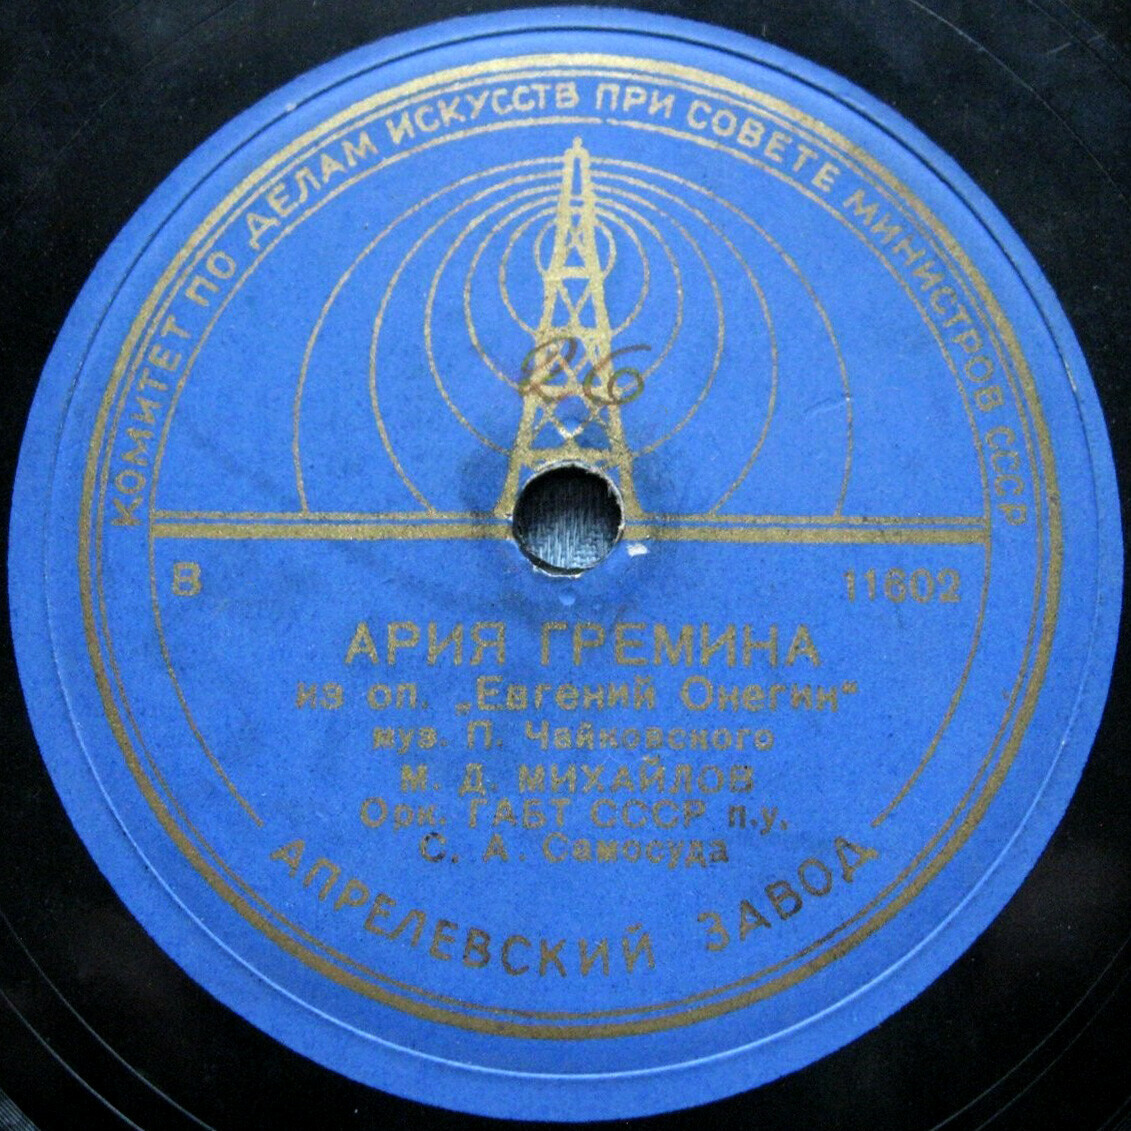 КОМИТЕТ ПО ДЕЛАМ ИСКУССТВ ПРИ СОВЕТЕ МИНИСТРОВ СССР
26
В 11602
АРИЯ ГРЕМИНА
из оп. „Евгений Онегин“
муз. П. Чайковского
М. Д. МИХАЙЛОВ
Орк. ГАБТ СССР п.у.
С. А. Самосуда
АПРЕЛЕВСКИЙ ЗАВОД